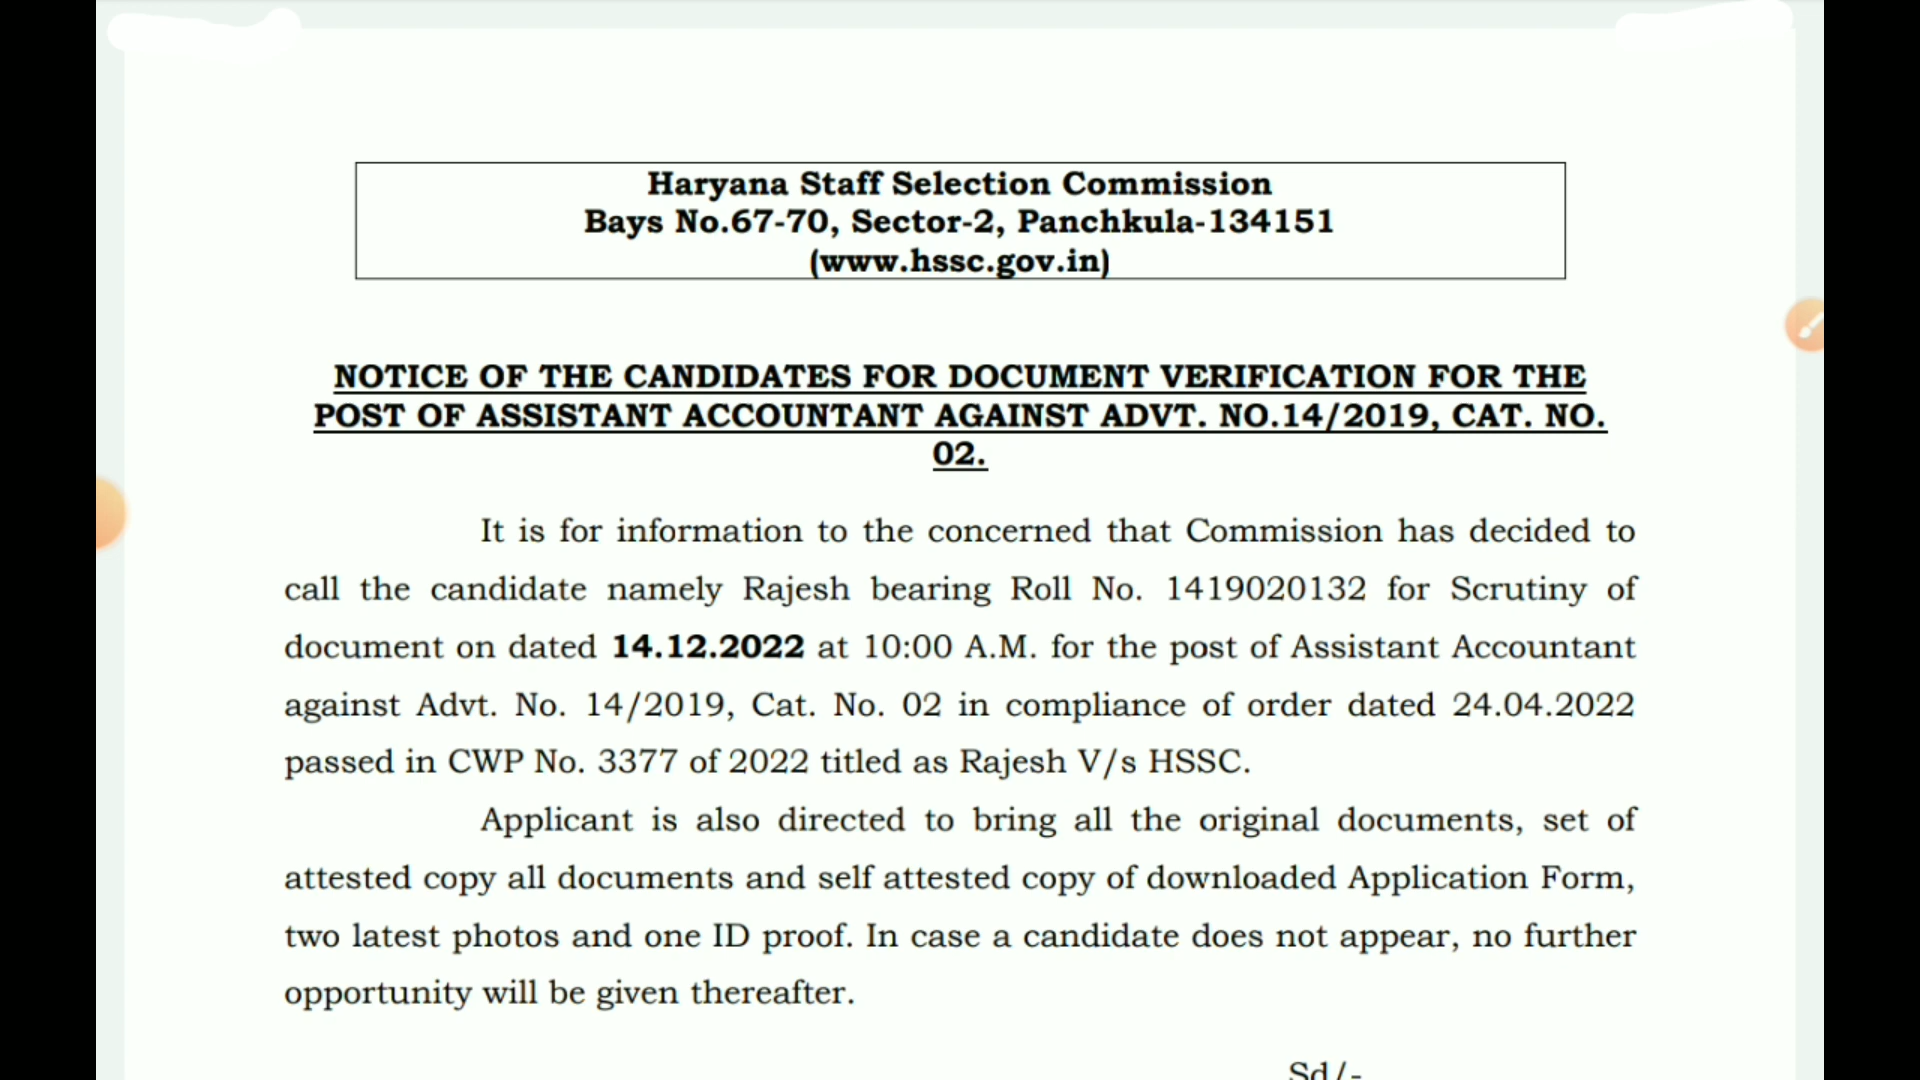 Haryana Staff Selection Commission
Bays No.67-70, Sector-2, Panchkula-134151
(www.hssc.gov.in)
NOTICE OF THE CANDIDATES FOR DOCUMENT VERIFICATION FOR THE
POST OF ASSISTANT ACCOUNTANT AGAINST ADVT. NO.14/2019, CAT. NO.
02.
It is for information to the concerned that Commission has decided to
call the candidate namely Rajesh bearing Roll No. 1419020132 for Scrutiny of
document on dated 14.12.2022 at 10:00 A.M. for the post of Assistant Accountant
against Advt. No. 14/2019, Cat. No. 02 in compliance of order dated 24.04.2022
passed in CWP No. 3377 of 2022 titled as Rajesh V/s HSSC.
Applicant is also directed to bring all the original documents, set of
attested copy all documents and self attested copy of downloaded Application Form,
two latest photos and one ID proof. In case a candidate does not appear, no further
opportunity will be given thereafter.
Sd/-